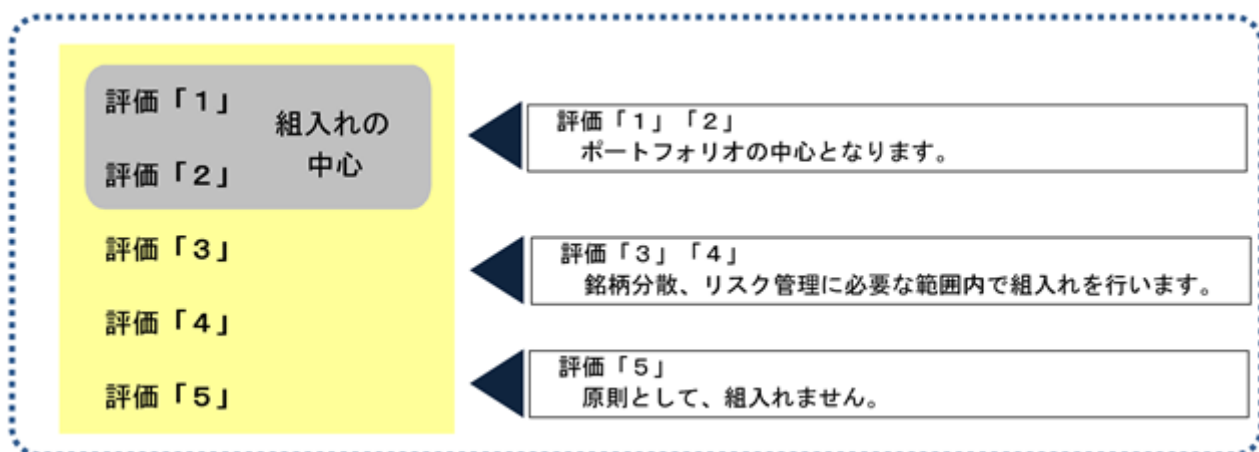 評価「１」
評価「２」
組入れの
中心
評価「３」
評価「４」
評価「５」
評価「１」「２」
ポートフォリオの中心となります。
評価「３」「４」
銘柄分散、リスク管理に必要な範囲内で組入れを行います。
評価「５」
原則として、組入れません。